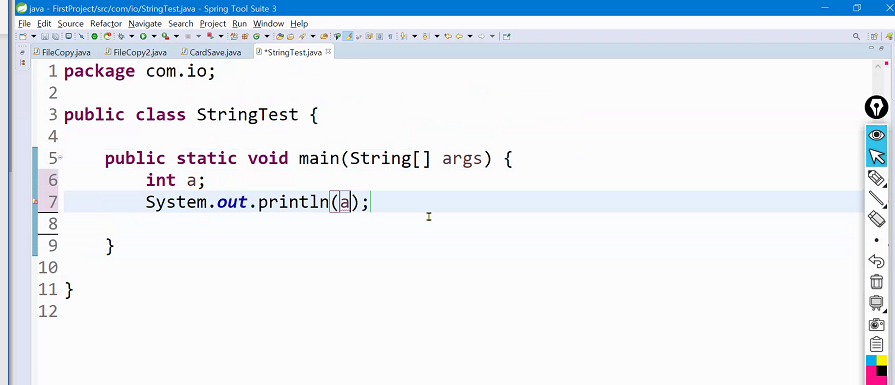 java - FirstProject/src/com/io/StringTest.java - Spring Tool Suite 3
File Edit Source Refactor Navigate Search Project Run Window Help
FileCopy.java FileCopy2.java CardSave.java *StringTest.java
1 package com.io;
2
3 public class StringTest {
4
5 public static void main(String[] args) {
6 int a;
7 System.out.println(a);
8
9 }
10
11 }
12